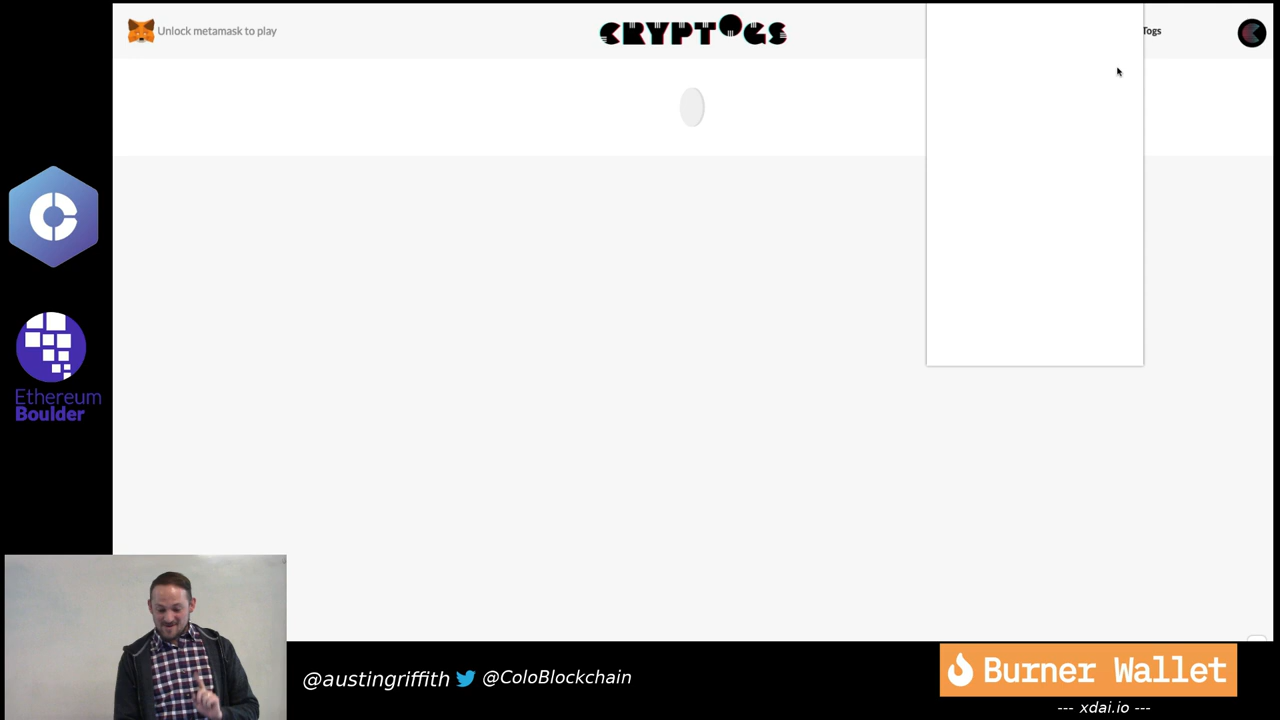 Unlock metamask to play
CRYPTOGS
Togs
Ethereum
Boulder
@austingriffith @ColoBlockchain
Burner Wallet
--- xdai.io ---